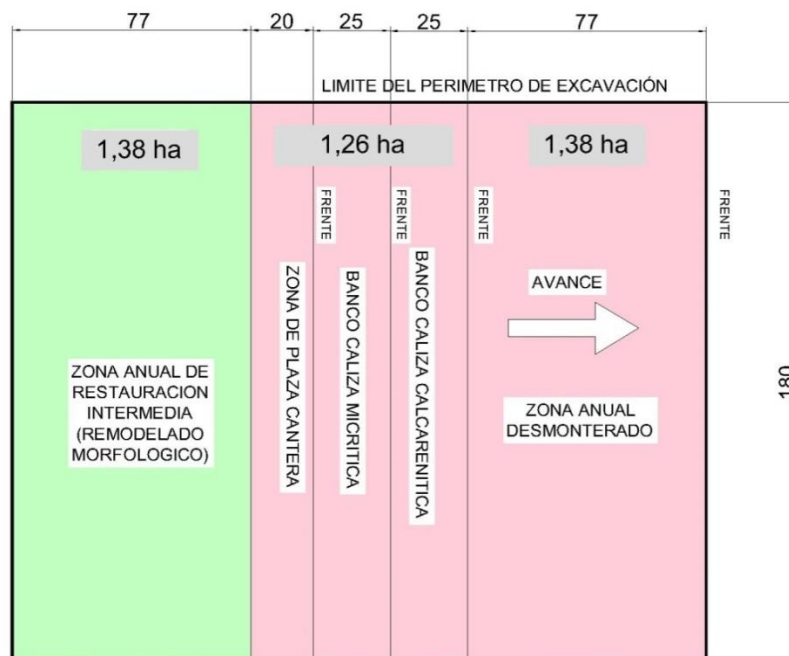 77
20
25
25
77
LIMITE DEL PERIMETRO DE EXCAVACIÓN
1,38 ha
1,26 ha
1,38 ha
FRENTE
FRENTE
FRENTE
FRENTE
ZONA ANUAL DE
RESTAURACION
INTERMEDIA
(REMODELADO
MORFOLOGICO)
ZONA DE PLAZA CANTERA
BANCO CALIZA MICRITICA
BANCO CALIZA CALCARENITICA
AVANCE
ZONA ANUAL
DESMONTERADO
180